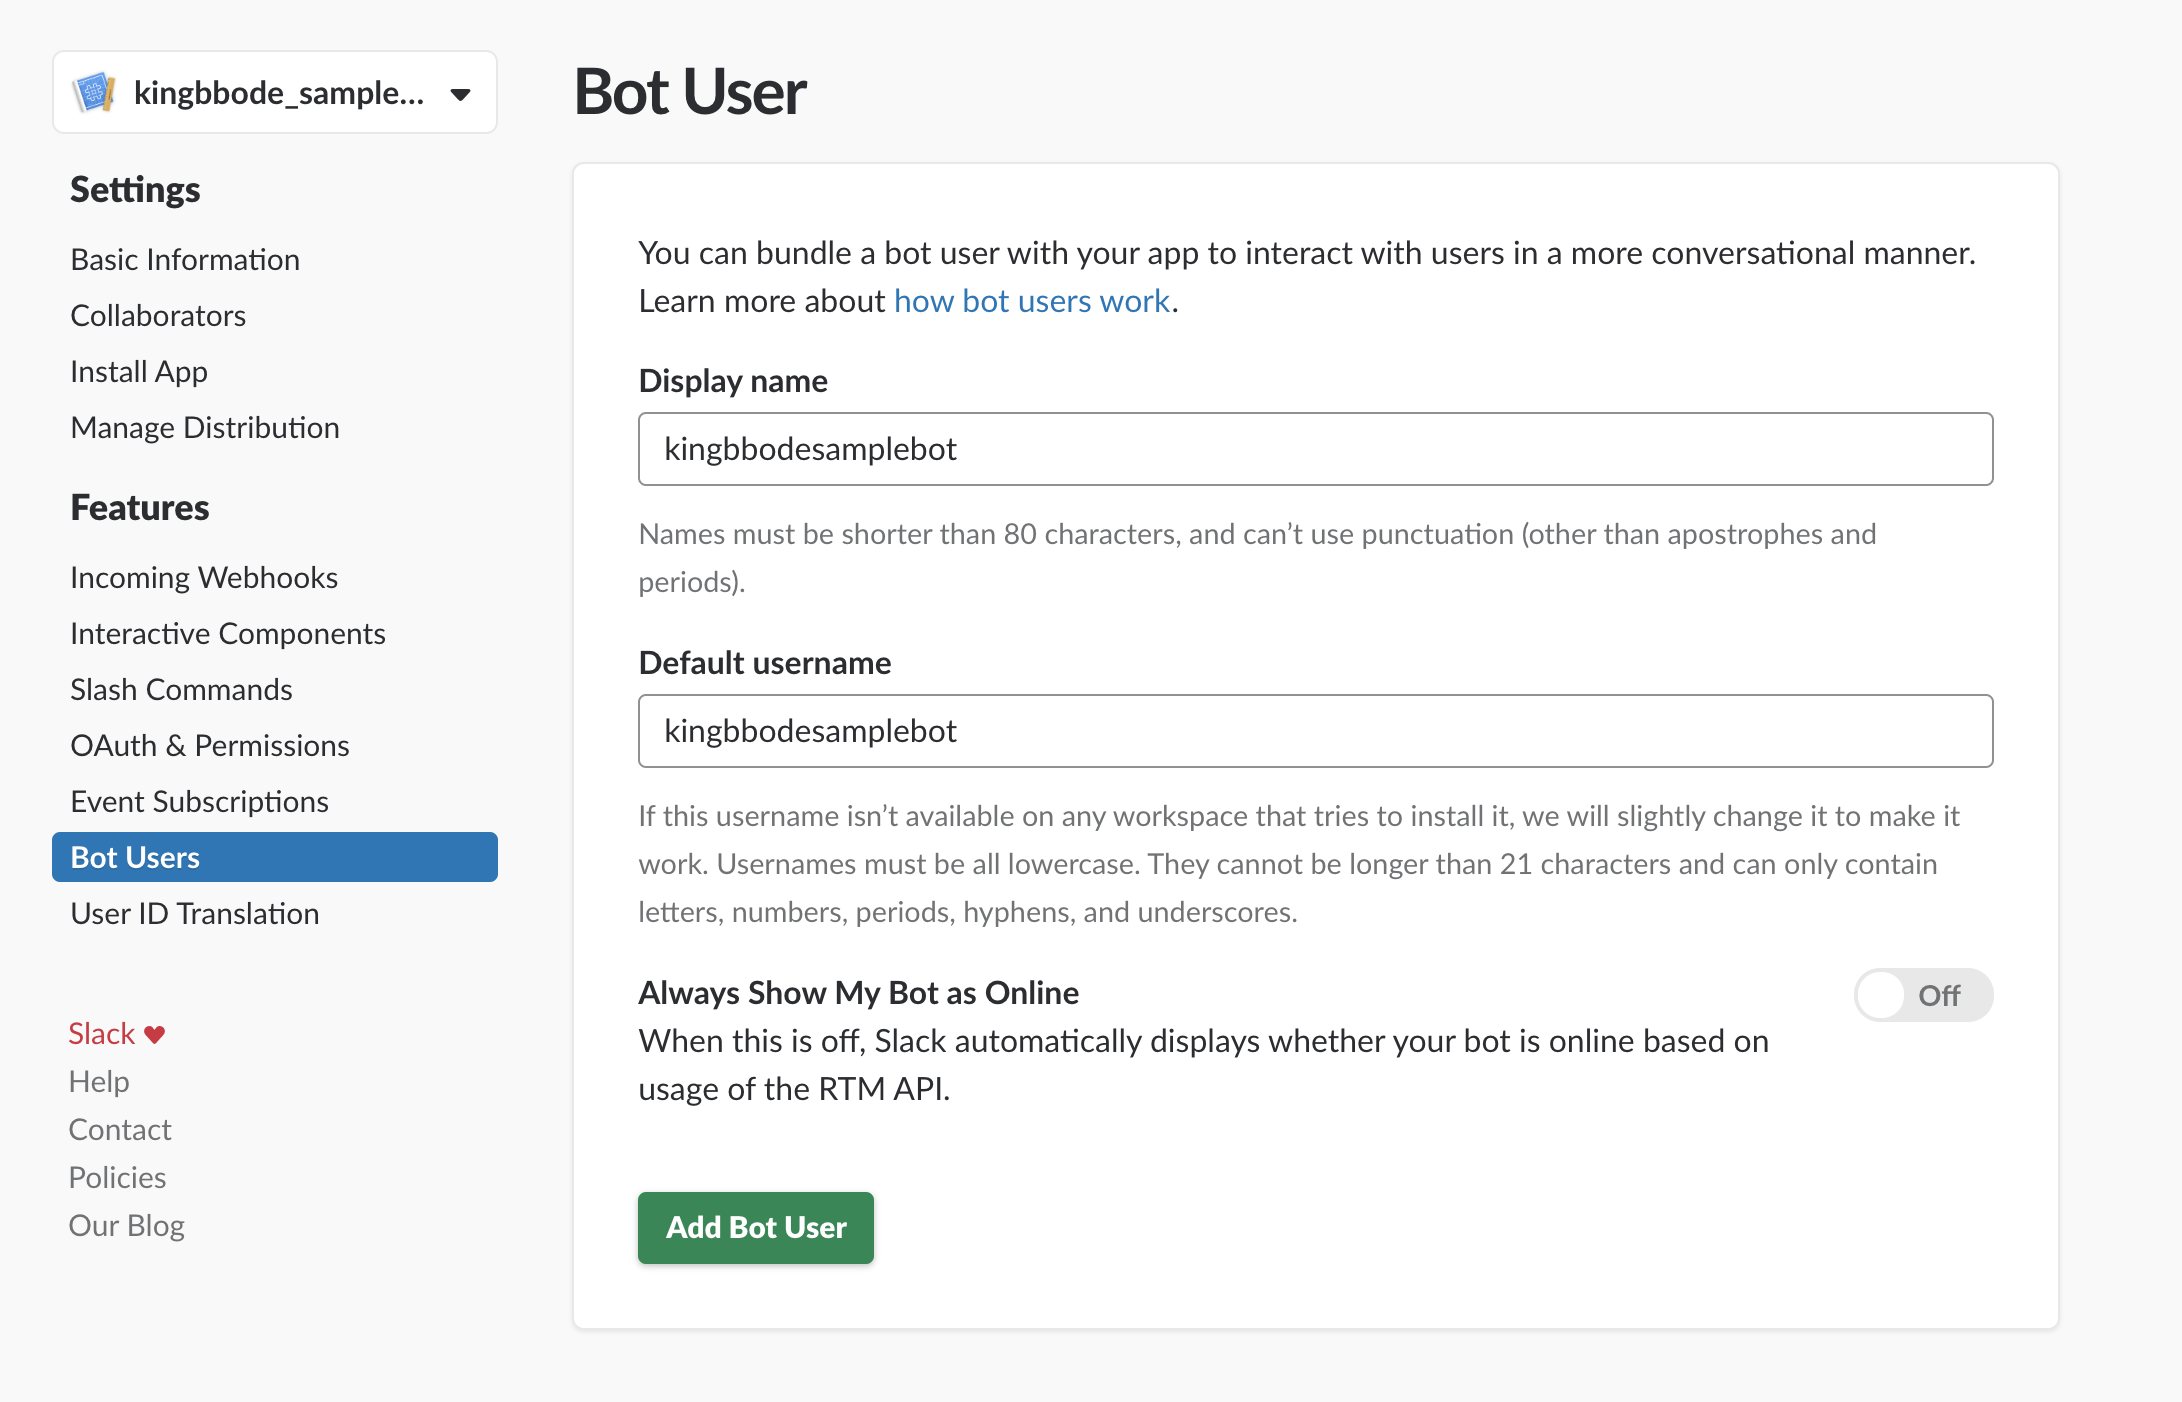 kingbbode_sample...
Settings
Basic Information
Collaborators
Install App
Manage Distribution
Features
Incoming Webhooks
Interactive Components
Slash Commands
OAuth & Permissions
Event Subscriptions
Bot Users
User ID Translation
Slack ♥
Help
Contact
Policies
Our Blog
Bot User
You can bundle a bot user with your app to interact with users in a more conversational manner.
Learn more about how bot users work.
Display name
kingbbodesamplebot
Names must be shorter than 80 characters, and can’t use punctuation (other than apostrophes and
periods).
Default username
kingbbodesamplebot
If this username isn’t available on any workspace that tries to install it, we will slightly change it to make it
work. Usernames must be all lowercase. They cannot be longer than 21 characters and can only contain
letters, numbers, periods, hyphens, and underscores.
Always Show My Bot as Online
Off
When this is off, Slack automatically displays whether your bot is online based on
usage of the RTM API.
Add Bot User